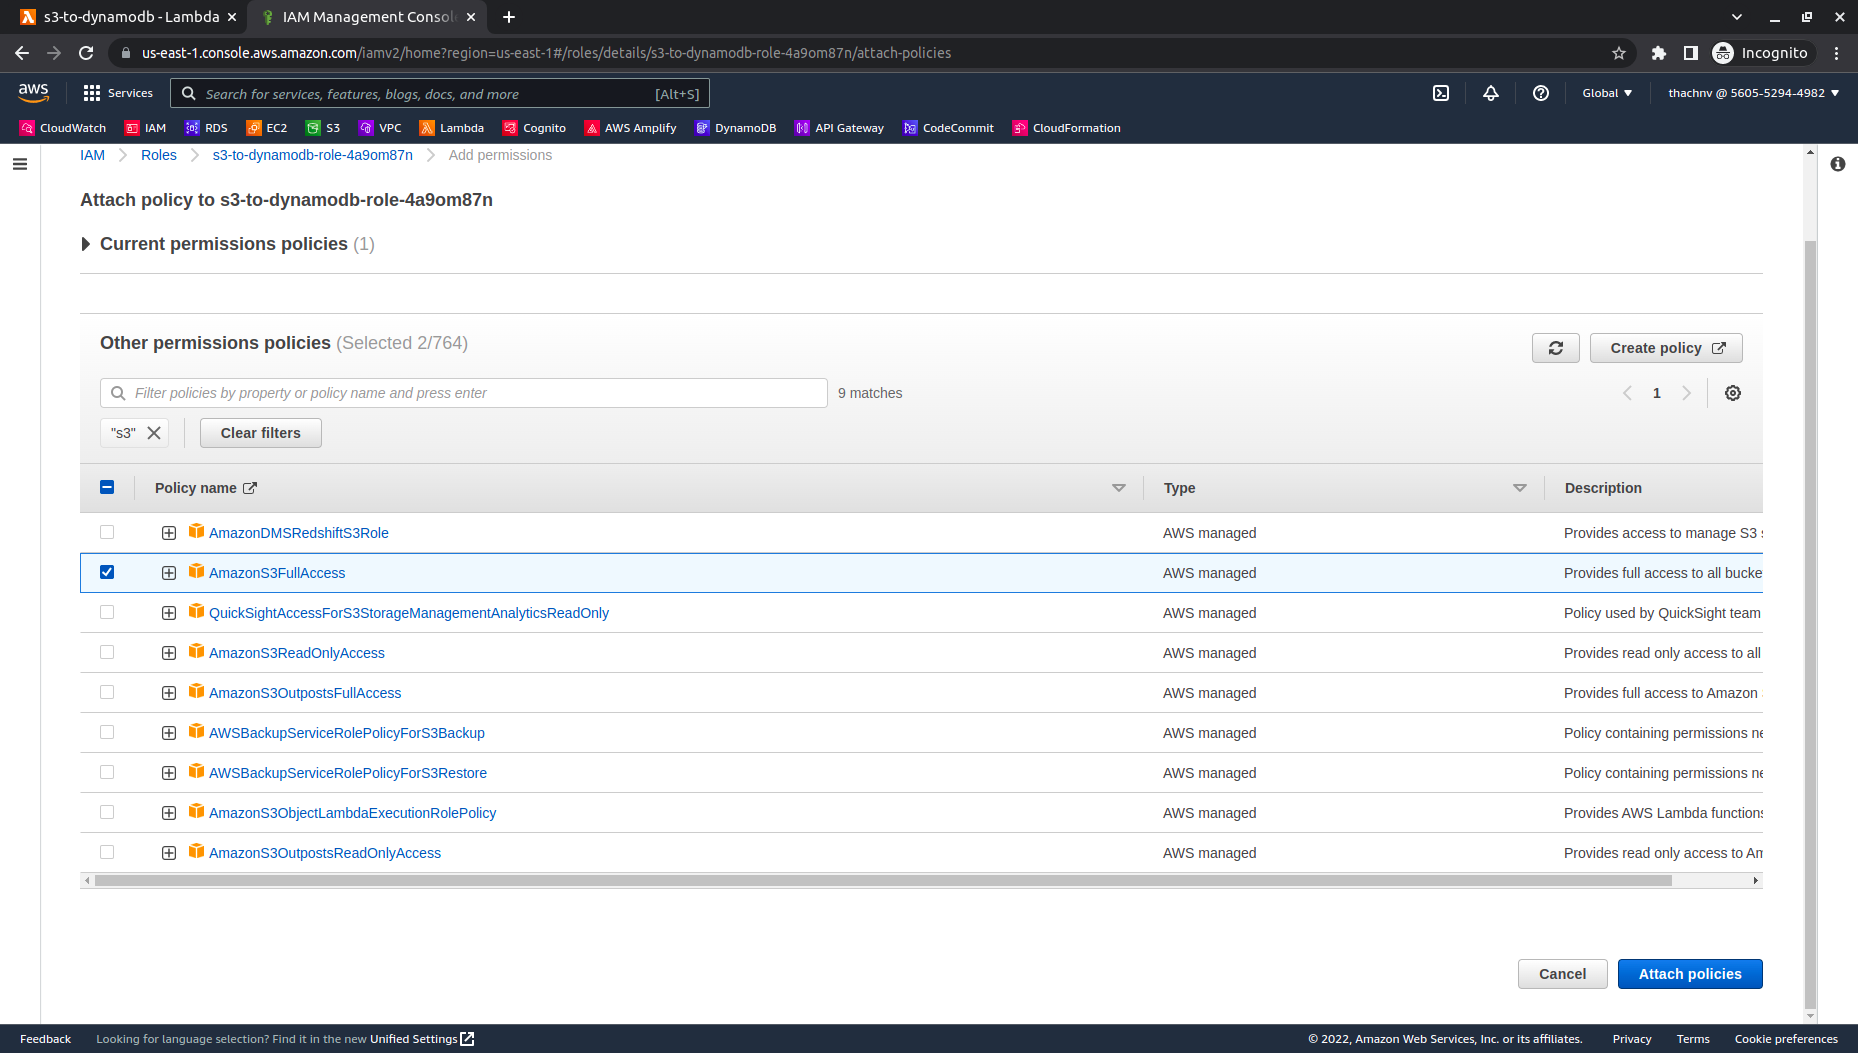 s3-to-dynamodb - Lambda
IAM Management Consol
us-east-1.console.aws.amazon.com/iamv2/home?region=us-east-1#/roles/details/s3-to-dynamodb-role-4a9om87n/attach-policies
Incognito
aws
Services
Search for services, features, blogs, docs, and more
[Alt+S]
Global
thachnv @ 5605-5294-4982
CloudWatch
IAM
RDS
EC2
S3
VPC
Lambda
Cognito
AWS Amplify
DynamoDB
API Gateway
CodeCommit
CloudFormation
IAM
Roles
s3-to-dynamodb-role-4a9om87n
Add permissions
Attach policy to s3-to-dynamodb-role-4a9om87n
Current permissions policies (1)
Other permissions policies (Selected 2/764)
Create policy
Filter policies by property or policy name and press enter
9 matches
1
"s3"
Clear filters
Policy name
Type
Description
AmazonDMSRedshiftS3Role
AWS managed
Provides access to manage S3
AmazonS3FullAccess
AWS managed
Provides full access to all bucke
QuickSightAccessForS3StorageManagementAnalyticsReadOnly
AWS managed
Policy used by QuickSight team
AmazonS3ReadOnlyAccess
AWS managed
Provides read only access to all
AmazonS3OutpostsFullAccess
AWS managed
Provides full access to Amazon
AWSBackupServiceRolePolicyForS3Backup
AWS managed
Policy containing permissions ne
AWSBackupServiceRolePolicyForS3Restore
AWS managed
Policy containing permissions ne
AmazonS3ObjectLambdaExecutionRolePolicy
AWS managed
Provides AWS Lambda functions
AmazonS3OutpostsReadOnlyAccess
AWS managed
Provides read only access to Am
Cancel
Attach policies
Feedback
Looking for language selection? Find it in the new Unified Settings
© 2022, Amazon Web Services, Inc. or its affiliates.
Privacy
Terms
Cookie preferences